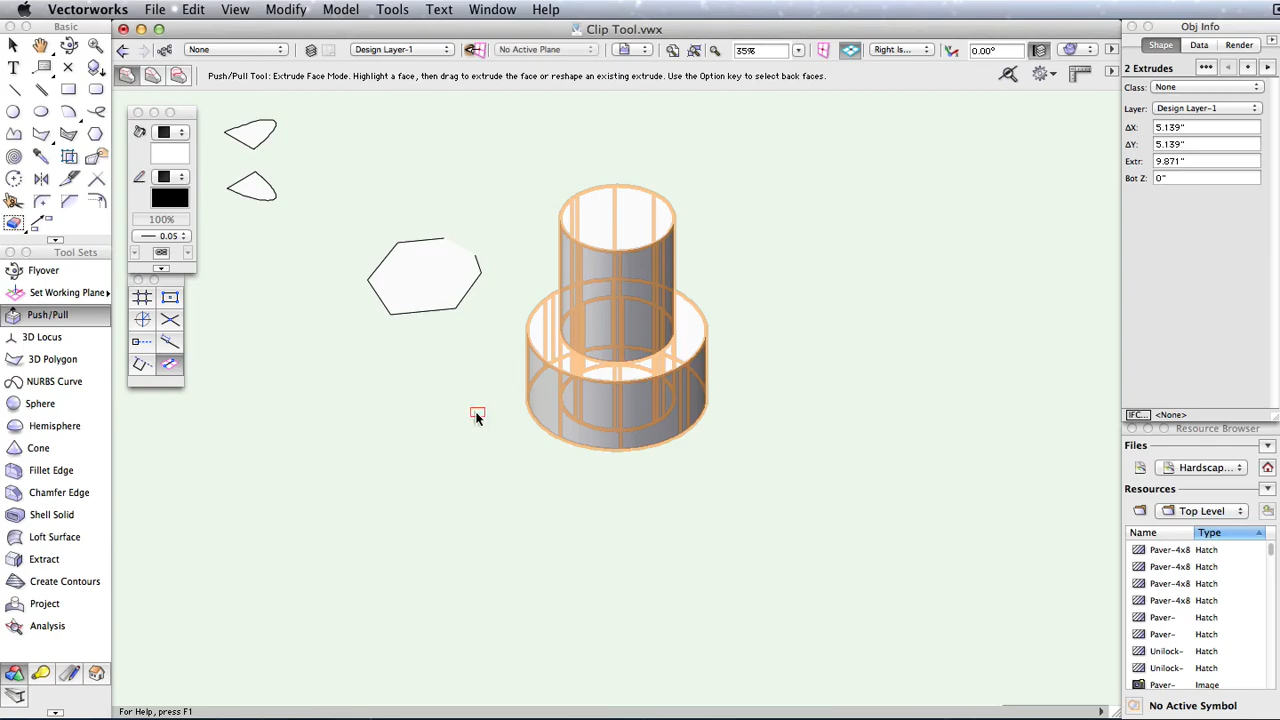 Vectorworks File Edit View Modify Model Tools Text Window Help
Basic
Clip Tool.vwx
None
Design Layer-1
No Active Plane
35%
Right Is...
0.00°
Push/Pull Tool: Extrude Face Mode. Highlight a face, then drag to extrude the face or reshape an existing extrude. Use the Option key to select back faces.
100%
0.05
Tool Sets
Flyover
Set Working Plane
Push/Pull
3D Locus
3D Polygon
NURBS Curve
Sphere
Hemisphere
Cone
Fillet Edge
Chamfer Edge
Shell Solid
Loft Surface
Extract
Create Contours
Project
Analysis
For Help, press F1
Obj Info
Shape Data Render
2 Extrudes
Class: None
Layer: Design Layer-1
ΔX: 5.139"
ΔY: 5.139"
Extr: 9.871"
Bot Z: 0"
IFC... <None>
Resource Browser
Files
Hardscap...
Resources
Top Level
Name Type
Paver-4x8 Hatch
Paver-4x8 Hatch
Paver-4x8 Hatch
Paver-4x8 Hatch
Paver- Hatch
Paver- Hatch
Unilock- Hatch
Unilock- Hatch
Paver- Image
No Active Symbol